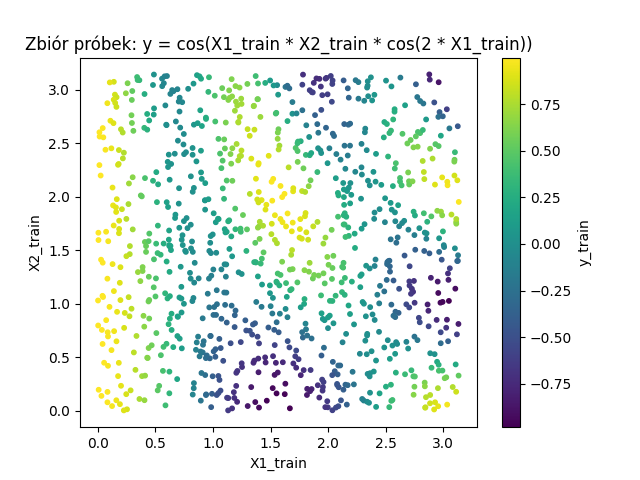 Zbiór próbek: y = cos(X1_train * X2_train * cos(2 * X1_train))
3.0
2.5
2.0
1.5
1.0
0.5
0.0
X2_train
0.0 0.5 1.0 1.5 2.0 2.5 3.0
X1_train
0.75
0.50
0.25
0.00
−0.25
−0.50
−0.75
y_train